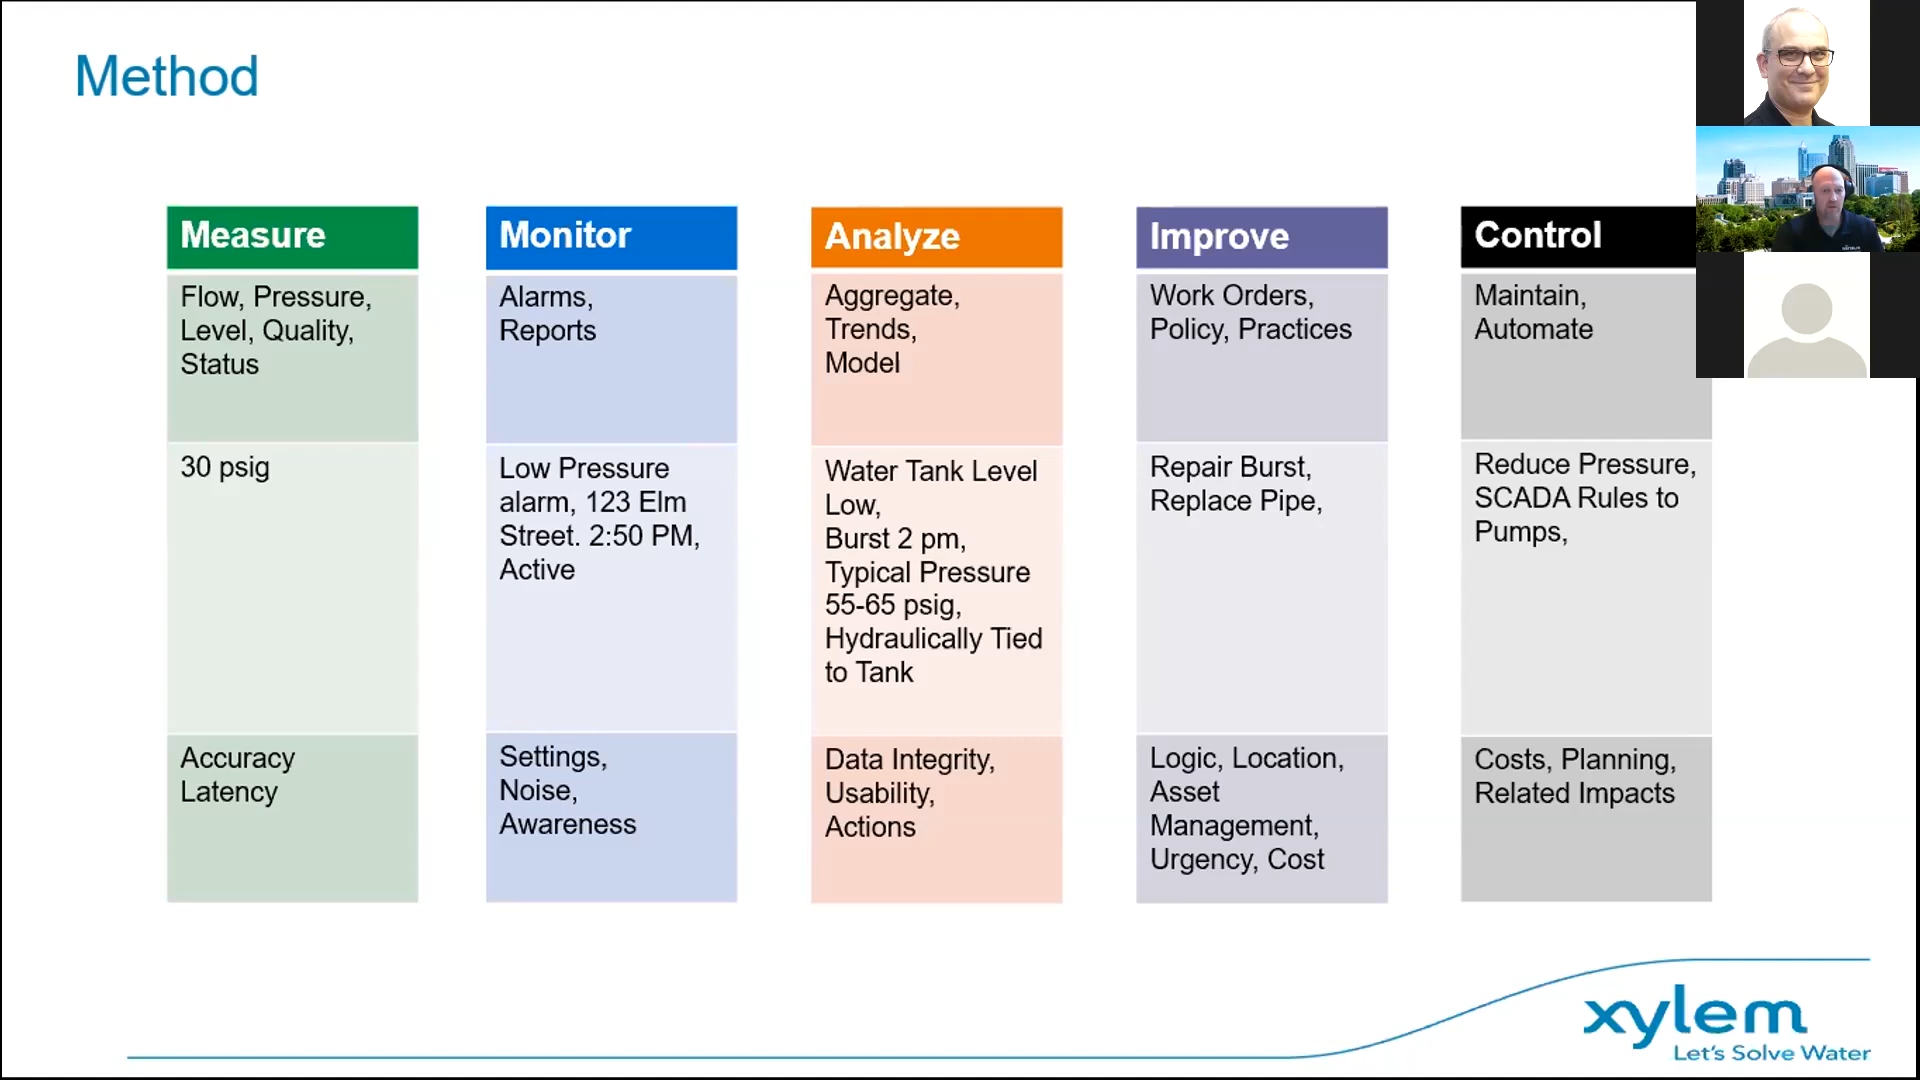 Method
Measure
Flow, Pressure,
Level, Quality,
Status
30 psig
Accuracy
Latency
Monitor
Alarms,
Reports
Low Pressure
alarm, 123 Elm
Street. 2:50 PM,
Active
Settings,
Noise,
Awareness
Analyze
Aggregate,
Trends,
Model
Water Tank Level
Low,
Burst 2 pm,
Typical Pressure
55-65 psig,
Hydraulically Tied
to Tank
Data Integrity,
Usability,
Actions
Improve
Work Orders,
Policy, Practices
Repair Burst,
Replace Pipe,
Logic, Location,
Asset
Management,
Urgency, Cost
Control
Maintain,
Automate
Reduce Pressure,
SCADA Rules to
Pumps,
Costs, Planning,
Related Impacts
xylem
Let's Solve Water